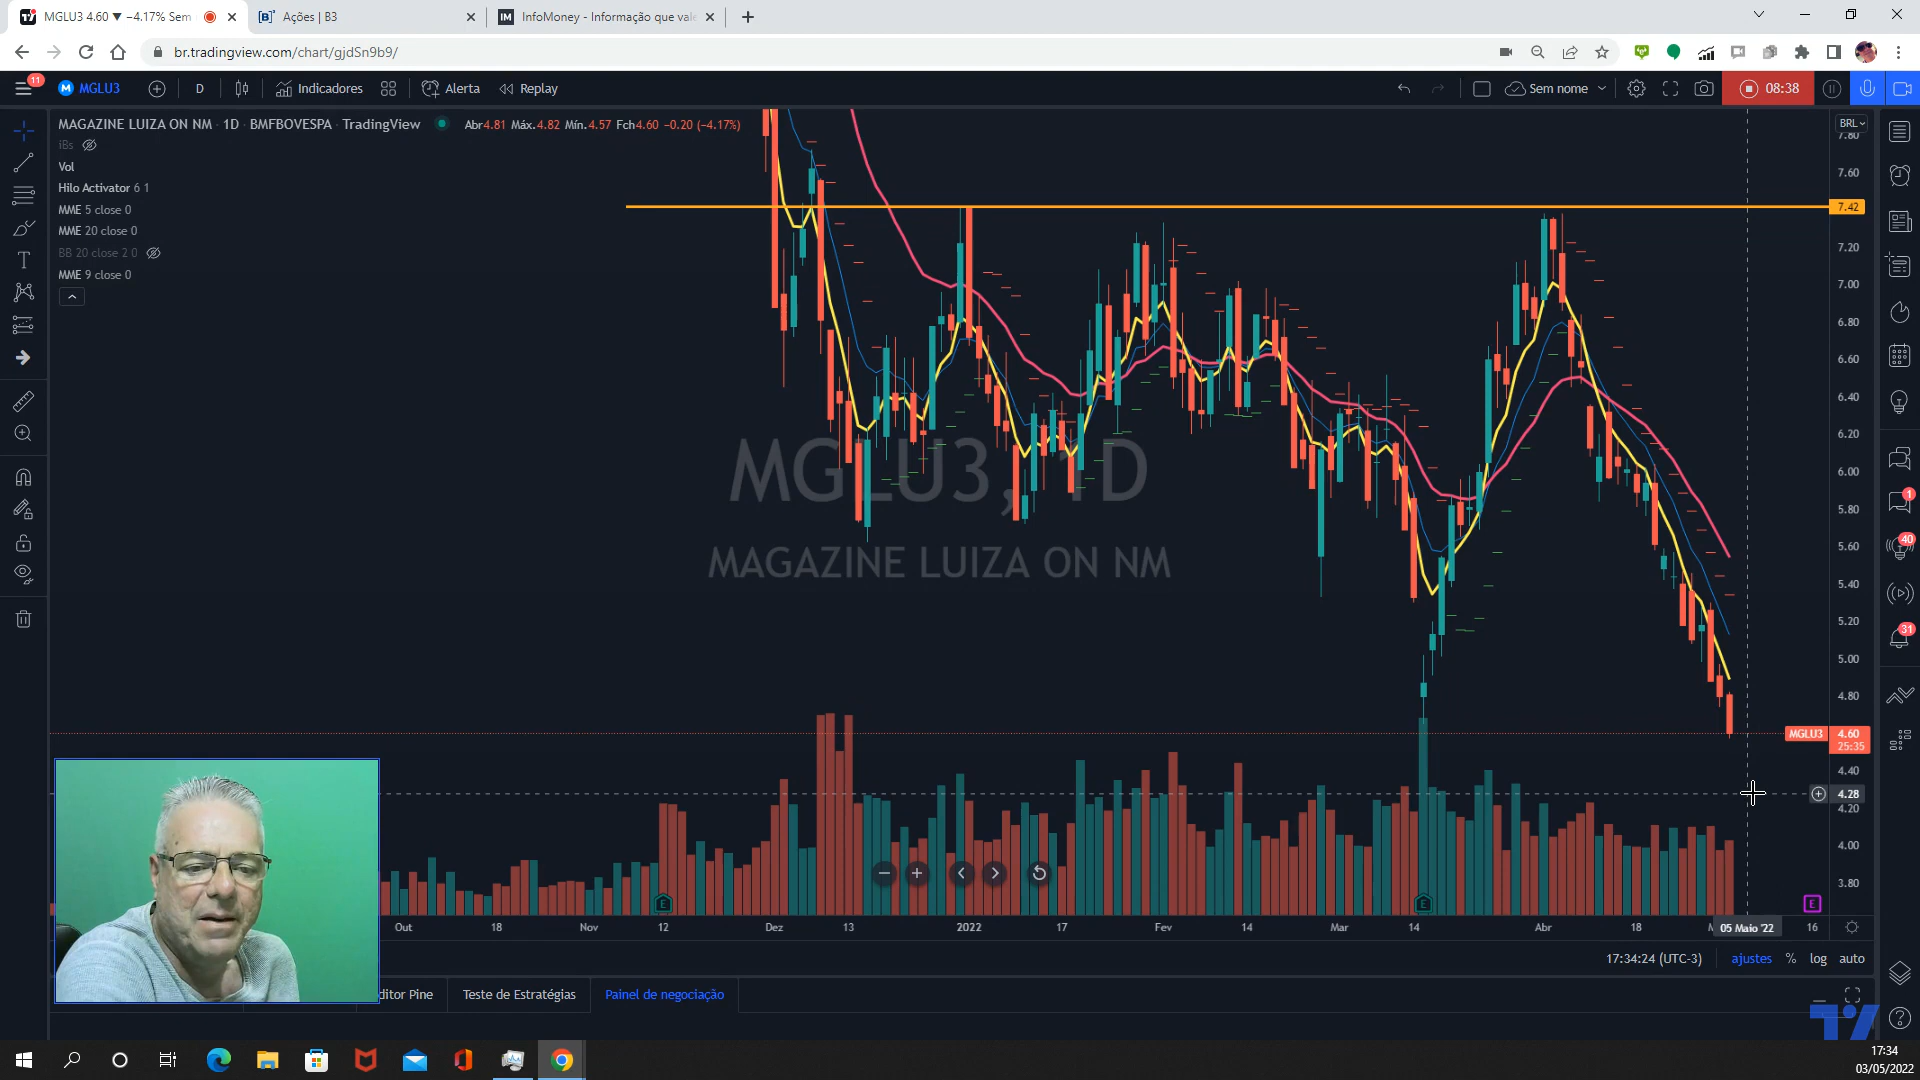 MGLU3 4.60 ▼ −4.17% Sem
Ações | B3
InfoMoney - Informação que vale
br.tradingview.com/chart/gjdSn9b9/
11
MGLU3
D
Indicadores
Alerta
Replay
Sem nome
08:38
MAGAZINE LUIZA ON NM · 1D · BMFBOVESPA · TradingView
Abr4.81 Máx.4.82 Mín.4.57 Fch4.60 −0.20 (−4.17%)
BRL
iBs
Vol
Hilo Activator 6 1
MME 5 close 0
MME 20 close 0
BB 20 close 2 0
MME 9 close 0
7.80
7.60
7.42
7.20
7.00
6.80
6.60
6.40
6.20
6.00
5.80
5.60
5.40
5.20
5.00
4.80
MGLU3 4.60
25:35
4.40
4.28
4.20
4.00
3.80
MGLU3, 1D
MAGAZINE LUIZA ON NM
1
40
31
E
E
E
Out
18
Nov
12
Dez
13
2022
17
Fev
14
Mar
14
Abr
18
05 Maio '22
16
17:34:24 (UTC-3)
ajustes
%
log
auto
ditor Pine
Teste de Estratégias
Painel de negociação
17:34
03/05/2022